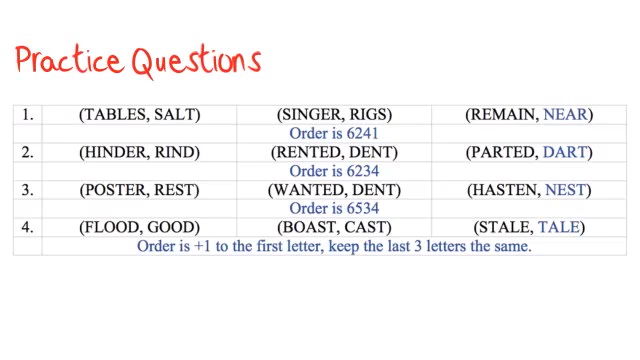 Practice Questions
1. (TABLES, SALT) (SINGER, RIGS) (REMAIN, NEAR)
Order is 6241
2. (HINDER, RIND) (RENTED, DENT) (PARTED, DART)
Order is 6234
3. (POSTER, REST) (WANTED, DENT) (HASTEN, NEST)
Order is 6534
4. (FLOOD, GOOD) (BOAST, CAST) (STALE, TALE)
Order is +1 to the first letter, keep the last 3 letters the same.